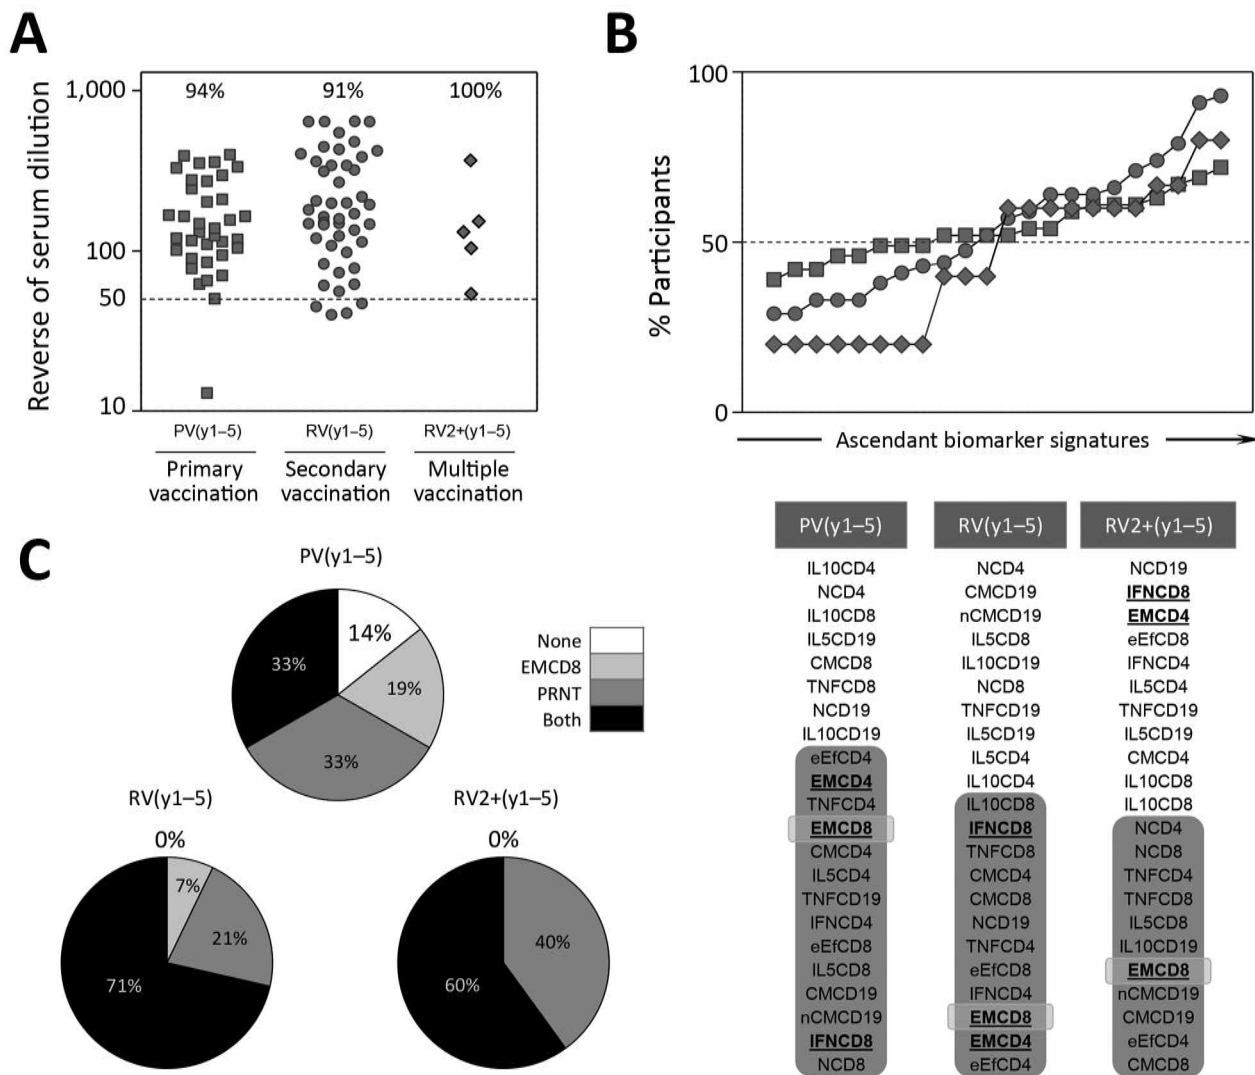 A
1,000
100
50
10
Reverse of serum dilution
94%
91%
100%
PV(y1–5)
RV(y1–5)
RV2+(y1–5)
Primary
vaccination
Secondary
vaccination
Multiple
vaccination
B
100
50
0
% Participants
Ascendant biomarker signatures
PV(y1–5)
IL10CD4
NCD4
IL10CD8
IL5CD19
CMCD8
TNFCD8
NCD19
IL10CD19
eEfCD4
EMCD4
TNFCD4
EMCD8
CMCD4
IL5CD4
TNFCD19
IFNCD4
eEfCD8
IL5CD8
CMCD19
nCMCD19
IFNCD8
NCD8
RV(y1–5)
NCD4
CMCD19
nCMCD19
IL5CD8
IL10CD19
NCD8
TNFCD19
IL5CD19
IL5CD4
IL10CD4
IL10CD8
IFNCD8
TNFCD8
CMCD4
CMCD8
NCD19
TNFCD4
eEfCD8
IFNCD4
EMCD8
EMCD4
eEfCD4
RV2+(y1–5)
NCD19
IFNCD8
EMCD4
eEfCD8
IFNCD4
IL5CD4
TNFCD19
IL5CD19
CMCD4
IL10CD8
IL10CD8
NCD4
NCD8
TNFCD4
TNFCD8
IL5CD8
IL10CD19
EMCD8
nCMCD19
CMCD19
eEfCD4
CMCD8
C
PV(y1–5)
14%
19%
33%
33%
None
EMCD8
PRNT
Both
RV(y1–5)
0%
7%
21%
71%
RV2+(y1–5)
0%
40%
60%